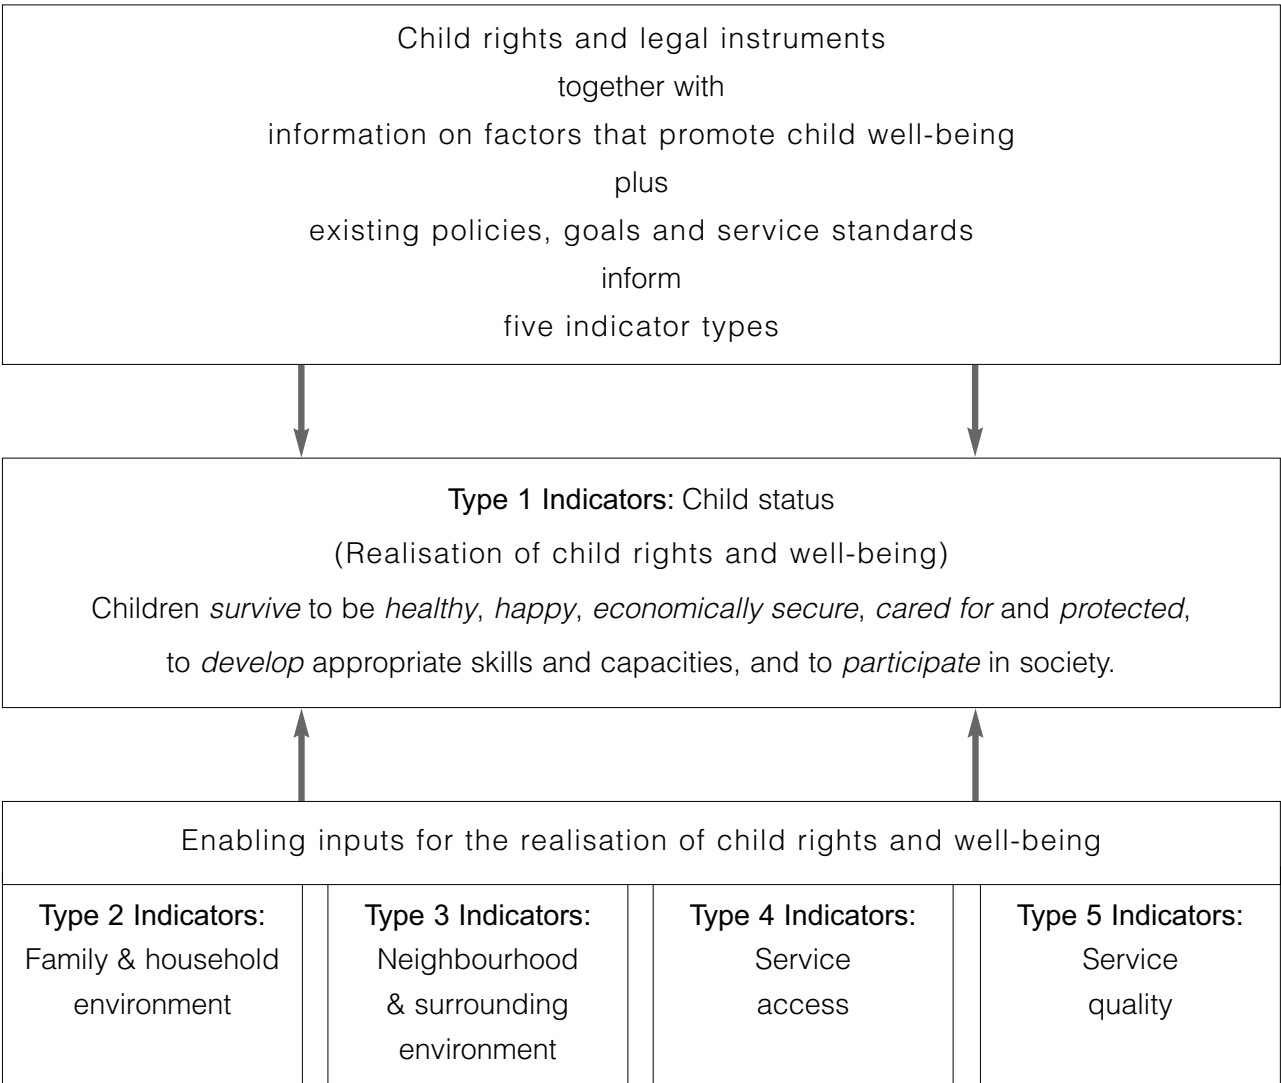 Child rights and legal instruments
together with
information on factors that promote child well-being
plus
existing policies, goals and service standards
inform
five indicator types
Type 1 Indicators: Child status
(Realisation of child rights and well-being)
Children survive to be healthy, happy, economically secure, cared for and protected,
to develop appropriate skills and capacities, and to participate in society.
Enabling inputs for the realisation of child rights and well-being
Type 2 Indicators:
Family & household
environment
Type 3 Indicators:
Neighbourhood
& surrounding
environment
Type 4 Indicators:
Service
access
Type 5 Indicators:
Service
quality